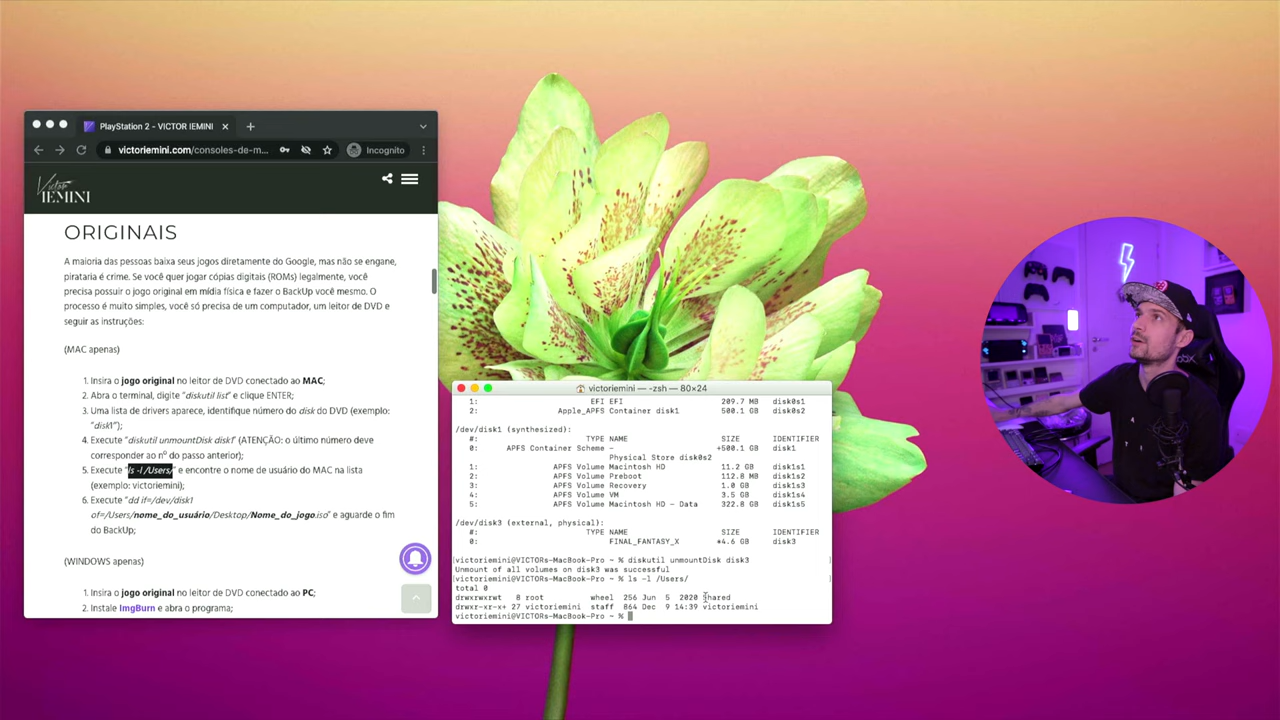 PlayStation 2 - VICTOR IEMINI
victoriemini.com/consoles-de-m...
Incognito
Victor
IEMINI
ORIGINAIS
A maioria das pessoas baixa seus jogos diretamente do Google, mas não se engane,
pirataria é crime. Se você quer jogar cópias digitais (ROMs) legalmente, você
precisa possuir o jogo original em mídia física e fazer o BackUp você mesmo. O
processo é muito simples, você só precisa de um computador, um leitor de DVD e
seguir as instruções:
(MAC apenas)
1. Insira o jogo original no leitor de DVD conectado ao MAC;
2. Abra o terminal, digite "diskutil list" e clique ENTER;
3. Uma lista de drivers aparece, identifique número do disk do DVD (exemplo:
"disk1");
4. Execute "diskutil unmountDisk disk1" (ATENÇÃO: o último número deve
corresponder ao nº do passo anterior);
5. Execute "ls -l /Users/" e encontre o nome de usuário do MAC na lista
(exemplo: victoriemini);
6. Execute "dd if=/dev/disk1
of=/Users/nome_do_usuário/Desktop/Nome_do_jogo.iso" e aguarde o fim
do BackUp;
(WINDOWS apenas)
1. Insira o jogo original no leitor de DVD conectado ao PC;
2. Instale ImgBurn e abra o programa;
victoriemini — -zsh — 80×24
1: EFI EFI 209.7 MB disk0s1
2: Apple_APFS Container disk1 500.1 GB disk0s2
/dev/disk1 (synthesized):
#: TYPE NAME SIZE IDENTIFIER
0: APFS Container Scheme - +500.1 GB disk1
Physical Store disk0s2
1: APFS Volume Macintosh HD 11.2 GB disk1s1
2: APFS Volume Preboot 112.8 MB disk1s2
3: APFS Volume Recovery 1.0 GB disk1s3
4: APFS Volume VM 3.5 GB disk1s4
5: APFS Volume Macintosh HD - Data 322.8 GB disk1s5
/dev/disk3 (external, physical):
#: TYPE NAME SIZE IDENTIFIER
0: FINAL_FANTASY_X *4.6 GB disk3
victoriemini@VICTORs-MacBook-Pro ~ % diskutil unmountDisk disk3
Unmount of all volumes on disk3 was successful
victoriemini@VICTORs-MacBook-Pro ~ % ls -l /Users/
total 0
drwxrwxrwt 8 root wheel 256 Jun 5 2020 Shared
drwxr-xr-x+ 27 victoriemini staff 864 Dec 9 14:39 victoriemini
victoriemini@VICTORs-MacBook-Pro ~ %